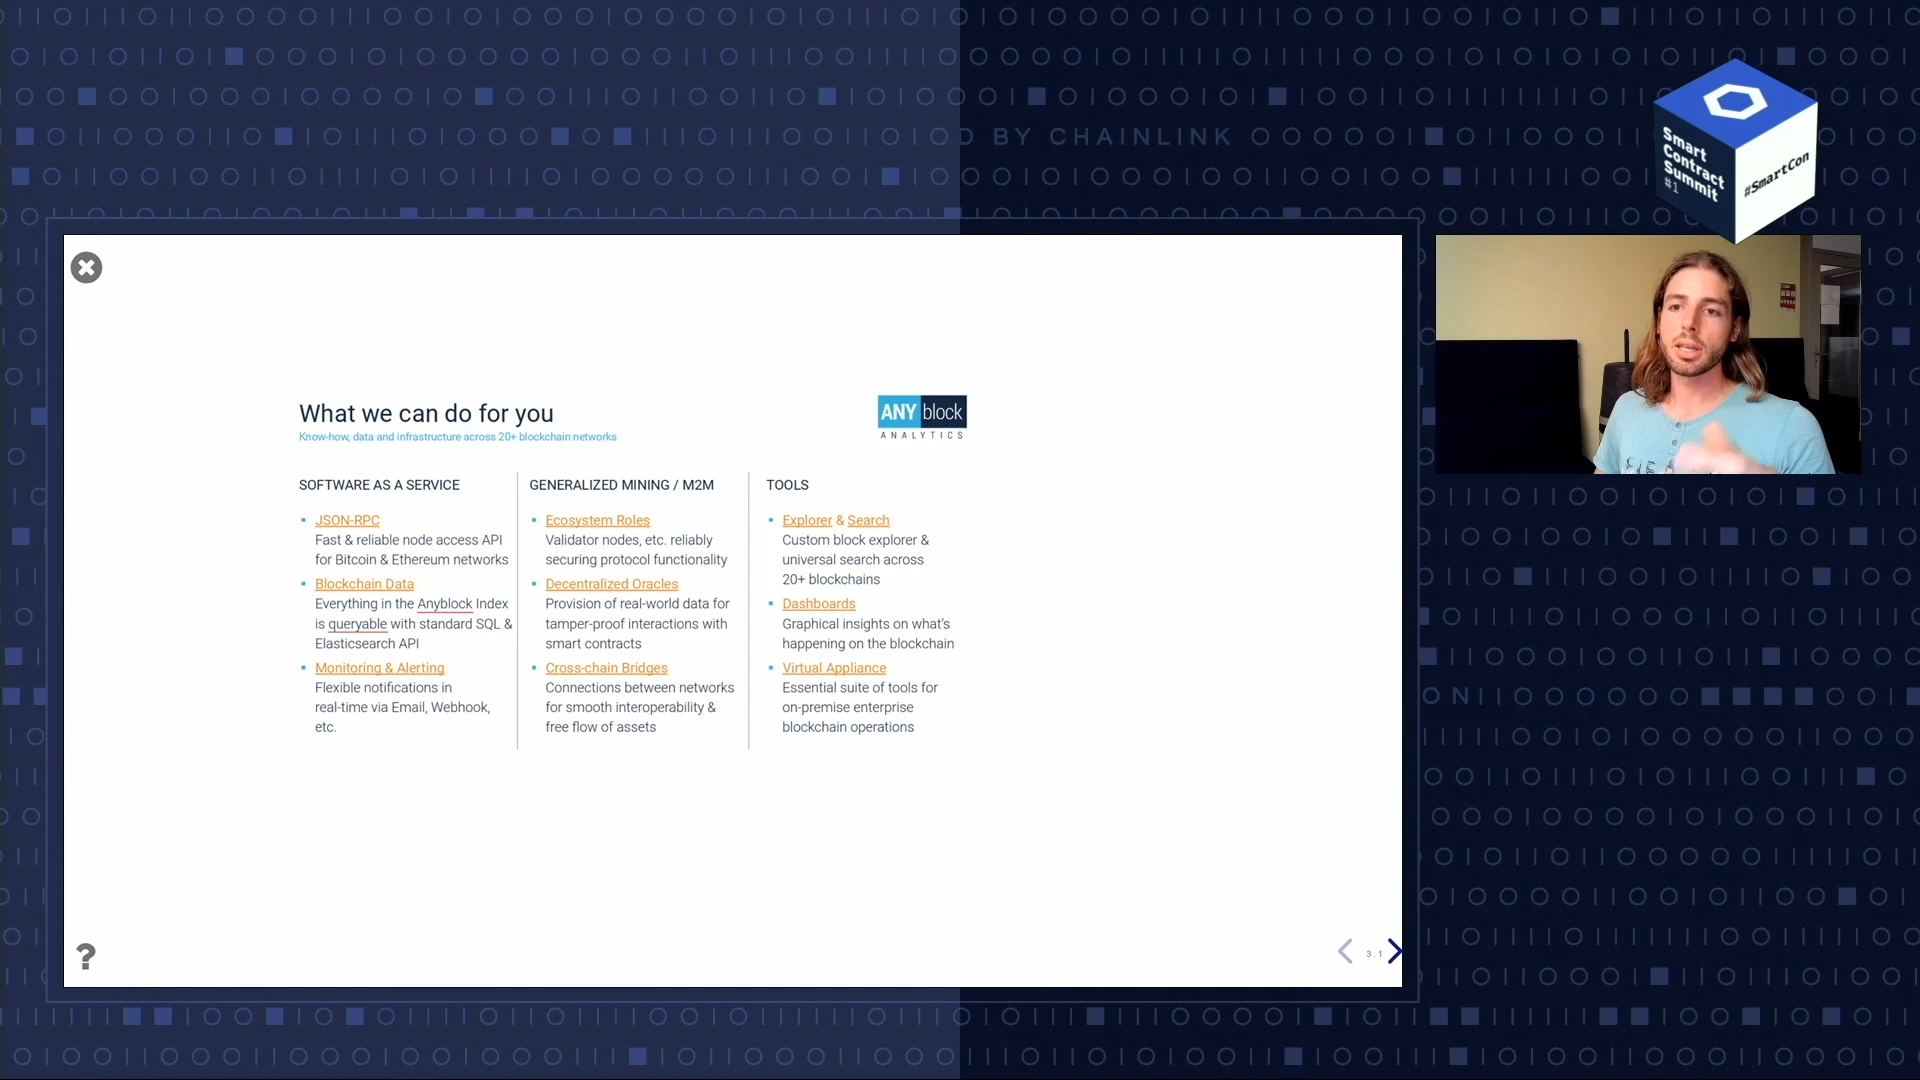 D BY CHAINLINK
Smart
Contract
Summit
#1
#SmartCon
What we can do for you
Know-how, data and infrastructure across 20+ blockchain networks
ANY block
ANALYTICS
SOFTWARE AS A SERVICE
JSON-RPC
Fast & reliable node access API
for Bitcoin & Ethereum networks
Blockchain Data
Everything in the Anyblock Index
is queryable with standard SQL &
Elasticsearch API
Monitoring & Alerting
Flexible notifications in
real-time via Email, Webhook,
etc.
GENERALIZED MINING / M2M
Ecosystem Roles
Validator nodes, etc. reliably
securing protocol functionality
Decentralized Oracles
Provision of real-world data for
tamper-proof interactions with
smart contracts
Cross-chain Bridges
Connections between networks
for smooth interoperability &
free flow of assets
TOOLS
Explorer & Search
Custom block explorer &
universal search across
20+ blockchains
Dashboards
Graphical insights on what's
happening on the blockchain
Virtual Appliance
Essential suite of tools for
on-premise enterprise
blockchain operations
?
3.1